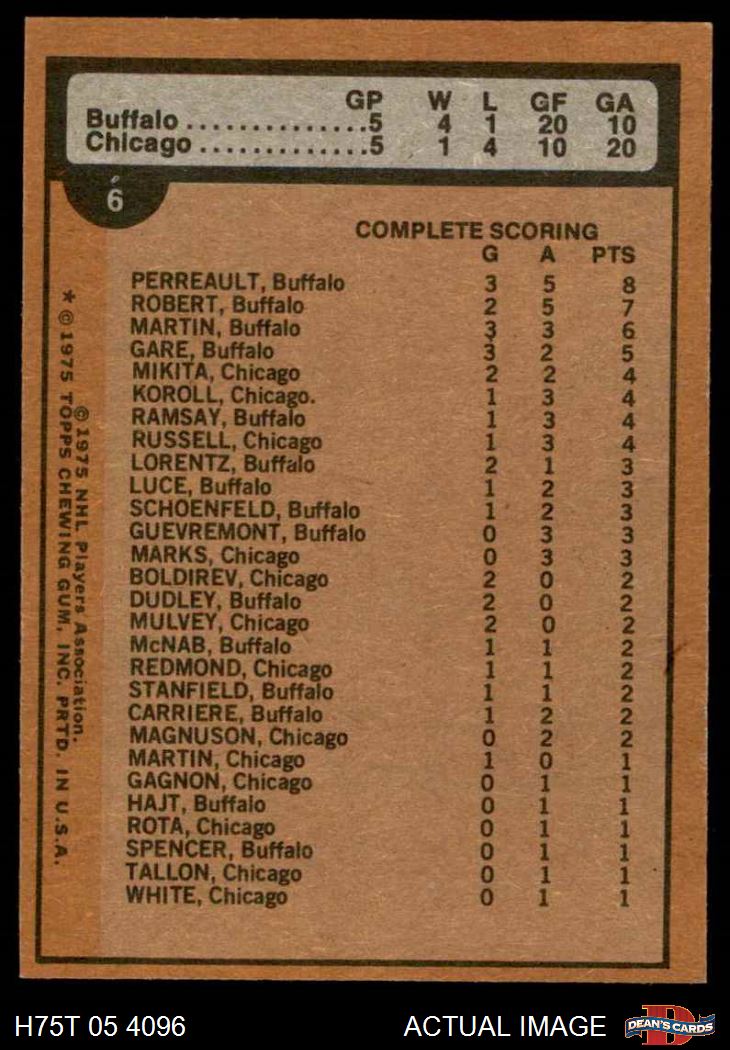 GP W L GF GA
Buffalo ..............5 4 1 20 10
Chicago .............5 1 4 10 20
6
COMPLETE SCORING
G A PTS
PERREAULT, Buffalo 3 5 8
ROBERT, Buffalo 2 5 7
MARTIN, Buffalo 3 3 6
GARE, Buffalo 3 2 5
MIKITA, Chicago 2 2 4
KOROLL, Chicago. 1 3 4
RAMSAY, Buffalo 1 3 4
RUSSELL, Chicago 1 3 4
LORENTZ, Buffalo 2 1 3
LUCE, Buffalo 1 2 3
SCHOENFELD, Buffalo 1 2 3
GUEVREMONT, Buffalo 0 3 3
MARKS, Chicago 0 3 3
BOLDIREV, Chicago 2 0 2
DUDLEY, Buffalo 2 0 2
MULVEY, Chicago 2 0 2
McNAB, Buffalo 1 1 2
REDMOND, Chicago 1 1 2
STANFIELD, Buffalo 1 1 2
CARRIERE, Buffalo 1 2 2
MAGNUSON, Chicago 0 2 2
MARTIN, Chicago 1 0 1
GAGNON, Chicago 0 1 1
HAJT, Buffalo 0 1 1
ROTA, Chicago 0 1 1
SPENCER, Buffalo 0 1 1
TALLON, Chicago 0 1 1
WHITE, Chicago 0 1 1
© 1975 NHL Players Association.
* © 1975 TOPPS CHEWING GUM, INC. PRTD. IN U.S.A.
H75T 05 4096 ACTUAL IMAGE
D
DEAN'S CARDS